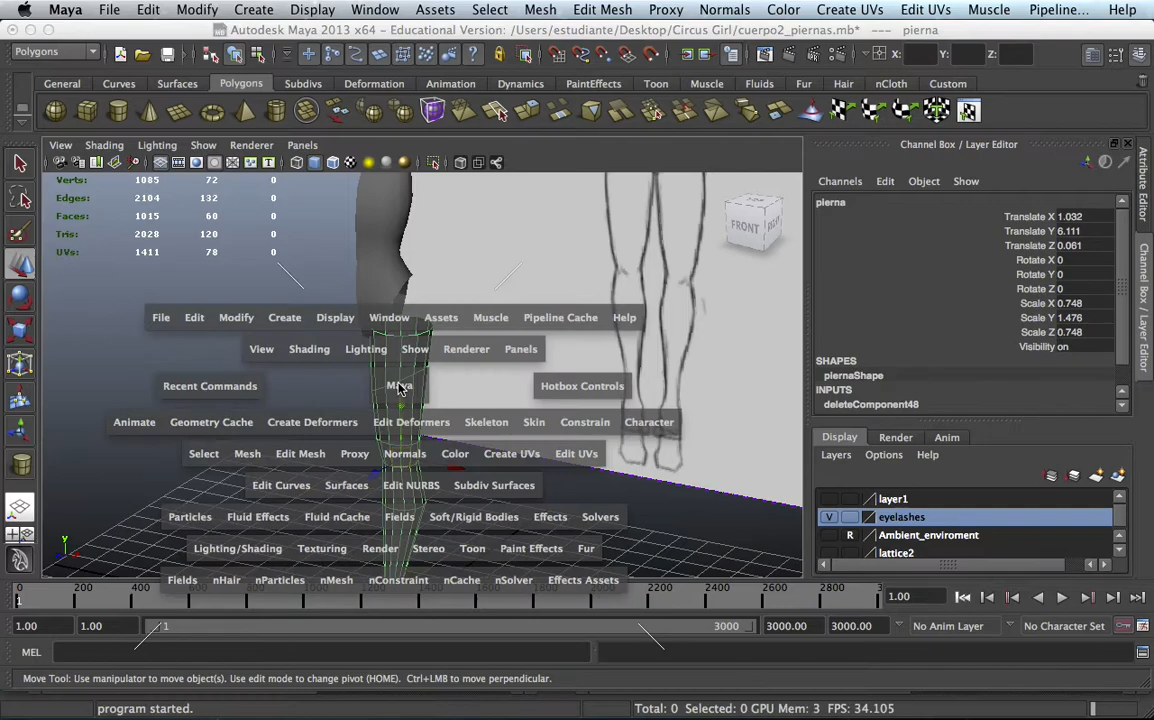 Maya File Edit Modify Create Display Window Assets Select Mesh Edit Mesh Proxy Normals Color Create UVs Edit UVs Muscle Pipeline... Help
Autodesk Maya 2013 x64 - Educational Version: /Users/estudiante/Desktop/Circus Girl/cuerpo2_piernas.mb* --- pierna
Polygons X: Y: Z:
General Curves Surfaces Polygons Subdivs Deformation Animation Dynamics PaintEffects Toon Muscle Fluids Fur Hair nCloth Custom
View Shading Lighting Show Renderer Panels
Verts: 1085 72 0
Edges: 2104 132 0
Faces: 1015 60 0
Tris: 2028 120 0
UVs: 1411 78 0
FRONT
File Edit Modify Create Display Window Assets Muscle Pipeline Cache Help
View Shading Lighting Show Renderer Panels
Recent Commands Maya Hotbox Controls
Animate Geometry Cache Create Deformers Edit Deformers Skeleton Skin Constrain Character
Select Mesh Edit Mesh Proxy Normals Color Create UVs Edit UVs
Edit Curves Surfaces Edit NURBS Subdiv Surfaces
Particles Fluid Effects Fluid nCache Fields Soft/Rigid Bodies Effects Solvers
Lighting/Shading Texturing Render Stereo Toon Paint Effects Fur
Fields nHair nParticles nMesh nConstraint nCache nSolver Effects Assets
y
Channel Box / Layer Editor
Channels Edit Object Show
pierna
Translate X 1.032
Translate Y 6.111
Translate Z 0.061
Rotate X 0
Rotate Y 0
Rotate Z 0
Scale X 0.748
Scale Y 1.476
Scale Z 0.748
Visibility on
SHAPES
piernaShape
INPUTS
deleteComponent48
Display Render Anim
Layers Options Help
layer1
V eyelashes
R Ambient_enviroment
lattice2
Attribute Editor
Channel Box / Layer Editor
0 200 400 600 800 1000 1200 1400 1600 1800 2000 2200 2400 2600 2800 3
1 1.00
1.00 1.00 1 3000 3000.00 3000.00 No Anim Layer No Character Set
MEL
Move Tool: Use manipulator to move object(s). Use edit mode to change pivot (HOME). Ctrl+LMB to move perpendicular.
program started. Total: 0 Selected: 0 GPU Mem: 3 FPS: 34.105